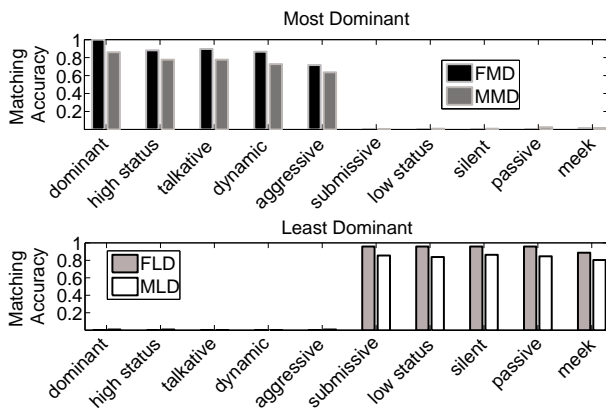 Most Dominant
Matching
Accuracy
1
0.8
0.6
0.4
0.2
FMD
MMD
dominant
high status
talkative
dynamic
aggressive
submissive
low status
silent
passive
meek
Least Dominant
Matching
Accuracy
1
0.8
0.6
0.4
0.2
FLD
MLD
dominant
high status
talkative
dynamic
aggressive
submissive
low status
silent
passive
meek